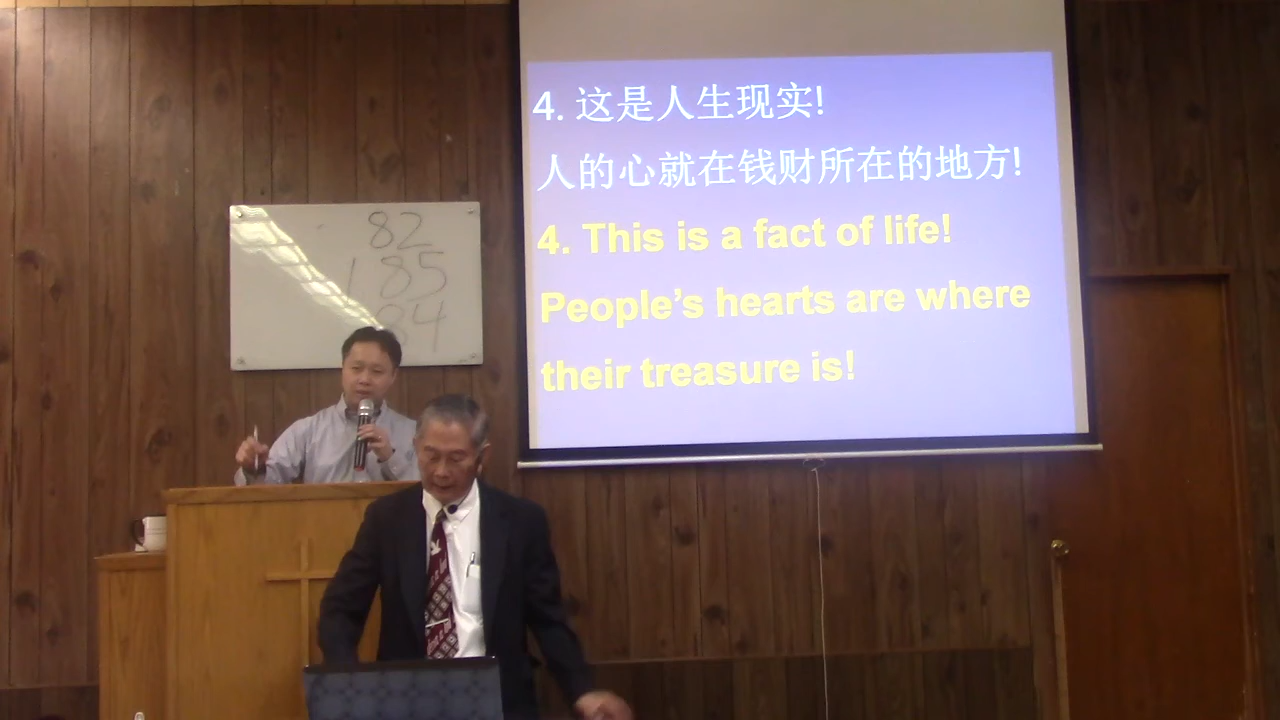 4. 这是人生现实!
人的心就在钱财所在的地方!
4. This is a fact of life!
People's hearts are where
their treasure is!
82
185
84